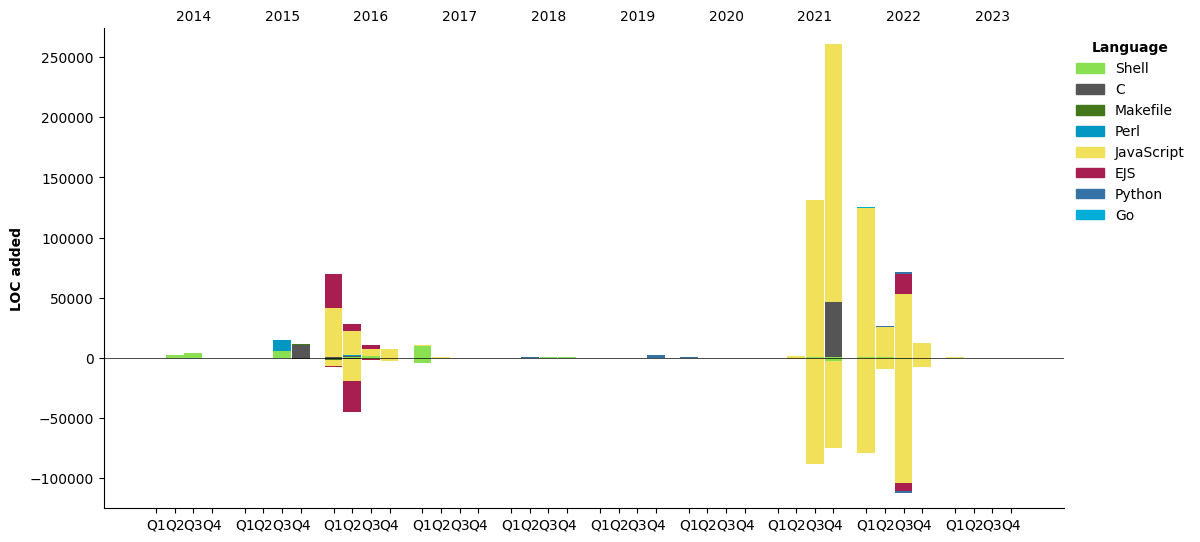 2014 2015 2016 2017 2018 2019 2020 2021 2022 2023
LOC added
250000
200000
150000
100000
50000
0
−50000
−100000
Q1Q2Q3Q4 Q1Q2Q3Q4 Q1Q2Q3Q4 Q1Q2Q3Q4 Q1Q2Q3Q4 Q1Q2Q3Q4 Q1Q2Q3Q4 Q1Q2Q3Q4 Q1Q2Q3Q4 Q1Q2Q3Q4
Language
Shell
C
Makefile
Perl
JavaScript
EJS
Python
Go